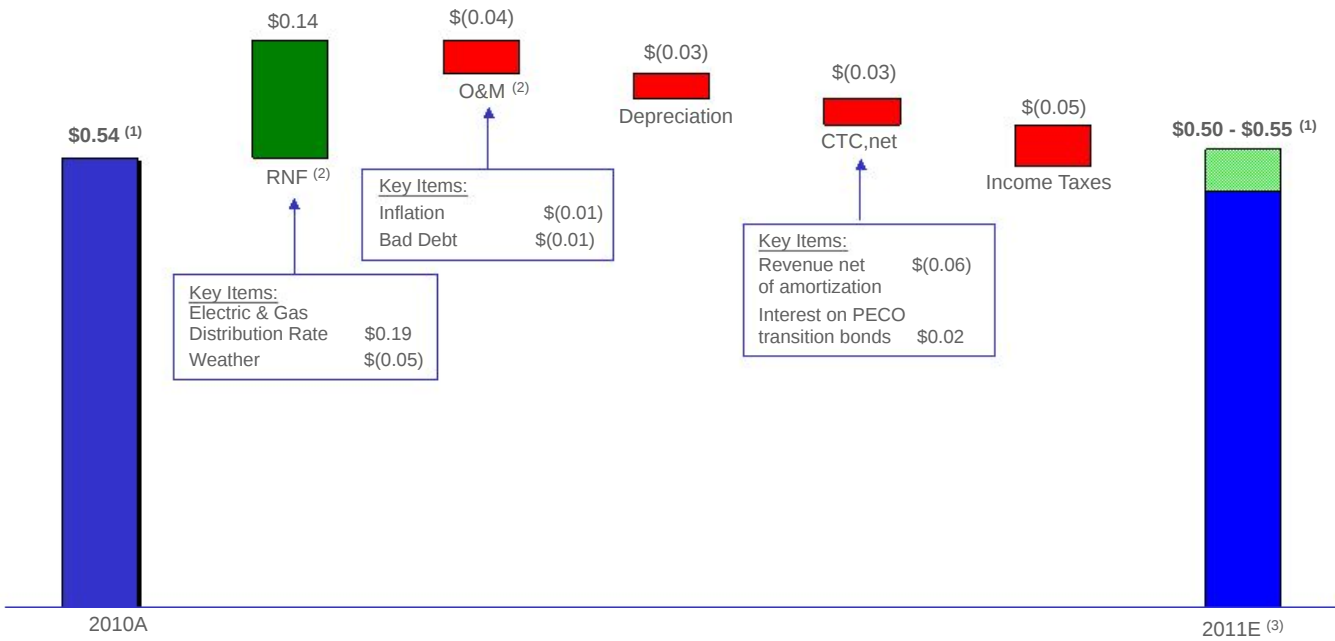 $0.14
$(0.04)
$(0.03)
$(0.03)
$(0.05)
$0.54 (1)
$0.50 - $0.55 (1)
RNF (2)
O&M (2)
Depreciation
CTC,net
Income Taxes
Key Items:
Electric & Gas
Distribution Rate $0.19
Weather $(0.05)
Key Items:
Inflation $(0.01)
Bad Debt $(0.01)
Key Items:
Revenue net $(0.06)
of amortization
Interest on PECO
transition bonds $0.02
2010A
2011E (3)